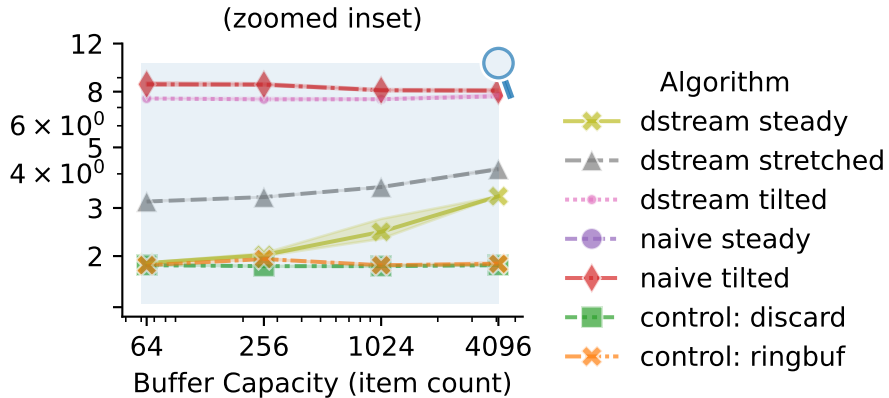 (zoomed inset)
12
8
6 × 10⁰
5
4 × 10⁰
3
2
64 256 1024 4096
Buffer Capacity (item count)
Algorithm
dstream steady
dstream stretched
dstream tilted
naive steady
naive tilted
control: discard
control: ringbuf